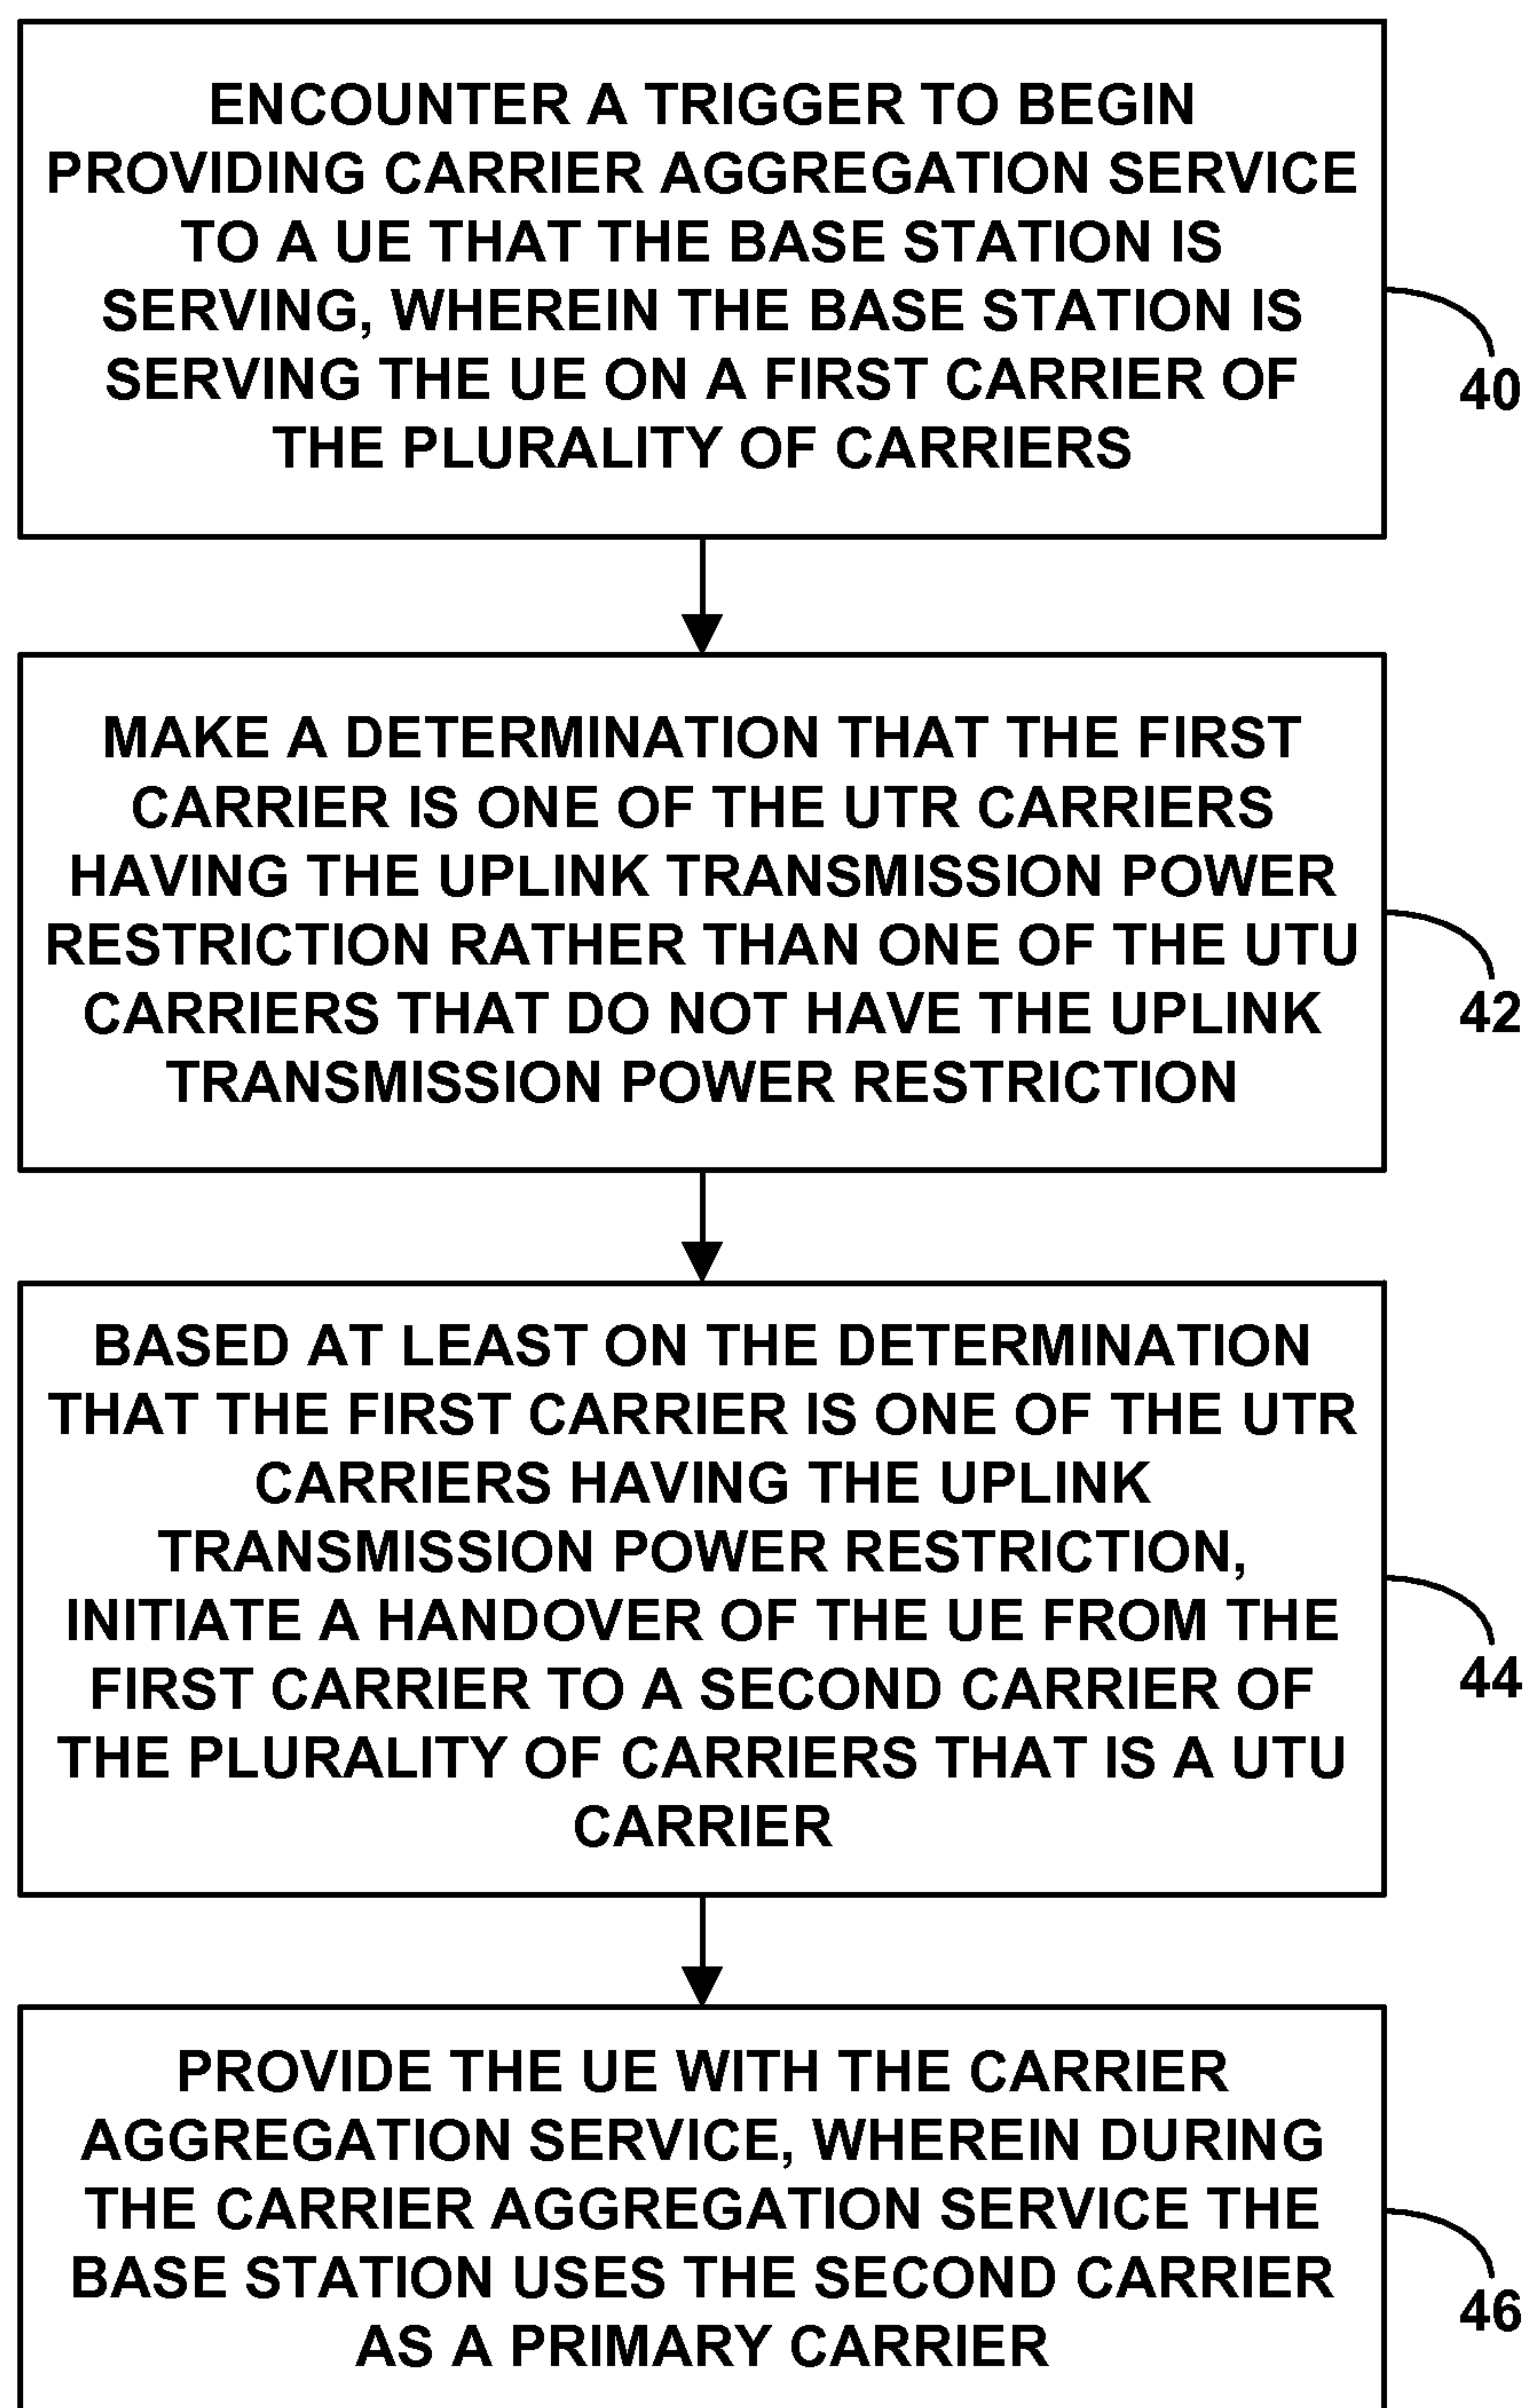 ENCOUNTER A TRIGGER TO BEGIN
PROVIDING CARRIER AGGREGATION SERVICE
TO A UE THAT THE BASE STATION IS
SERVING, WHEREIN THE BASE STATION IS
SERVING THE UE ON A FIRST CARRIER OF
THE PLURALITY OF CARRIERS
40
MAKE A DETERMINATION THAT THE FIRST
CARRIER IS ONE OF THE UTR CARRIERS
HAVING THE UPLINK TRANSMISSION POWER
RESTRICTION RATHER THAN ONE OF THE UTU
CARRIERS THAT DO NOT HAVE THE UPLINK
TRANSMISSION POWER RESTRICTION
42
BASED AT LEAST ON THE DETERMINATION
THAT THE FIRST CARRIER IS ONE OF THE UTR
CARRIERS HAVING THE UPLINK
TRANSMISSION POWER RESTRICTION,
INITIATE A HANDOVER OF THE UE FROM THE
FIRST CARRIER TO A SECOND CARRIER OF
THE PLURALITY OF CARRIERS THAT IS A UTU
CARRIER
44
PROVIDE THE UE WITH THE CARRIER
AGGREGATION SERVICE, WHEREIN DURING
THE CARRIER AGGREGATION SERVICE THE
BASE STATION USES THE SECOND CARRIER
AS A PRIMARY CARRIER
46